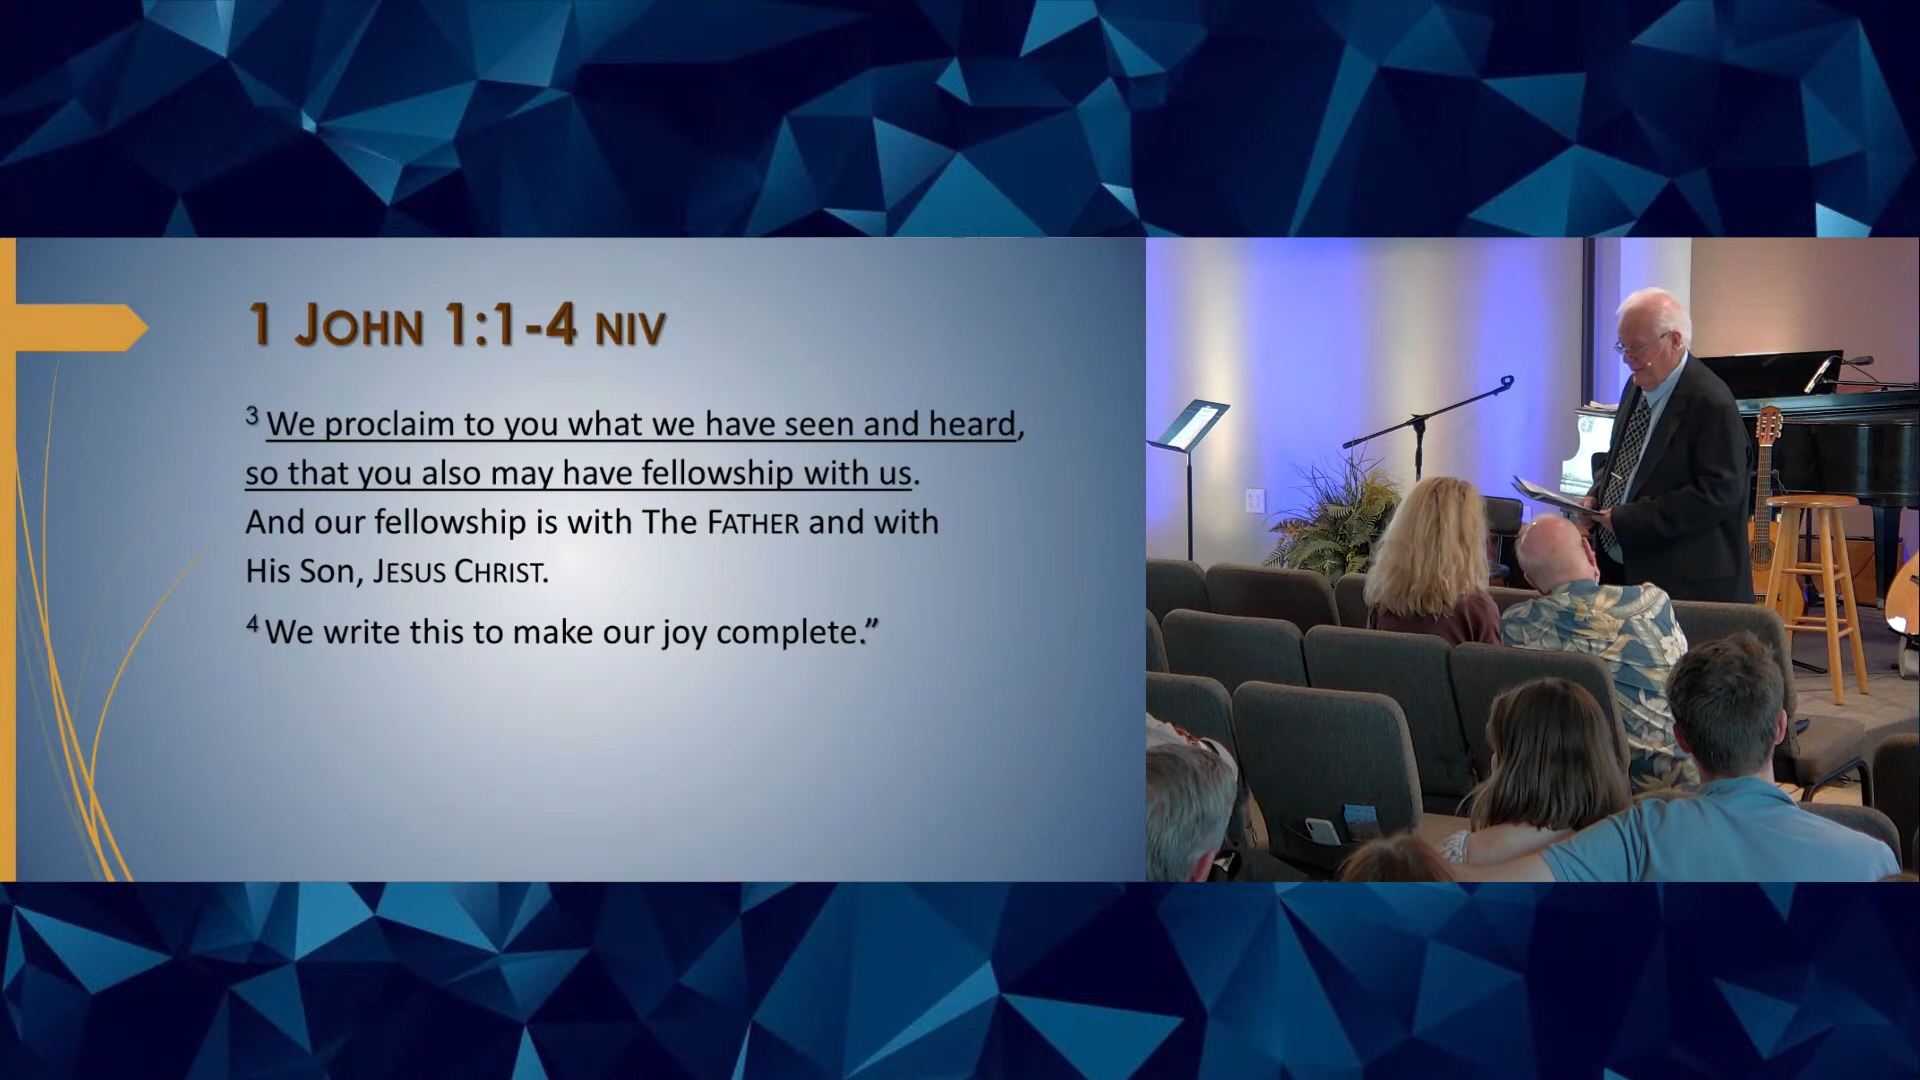 1 JOHN 1:1-4 NIV
3 We proclaim to you what we have seen and heard,
so that you also may have fellowship with us.
And our fellowship is with The FATHER and with
His Son, JESUS CHRIST.
4 We write this to make our joy complete.”